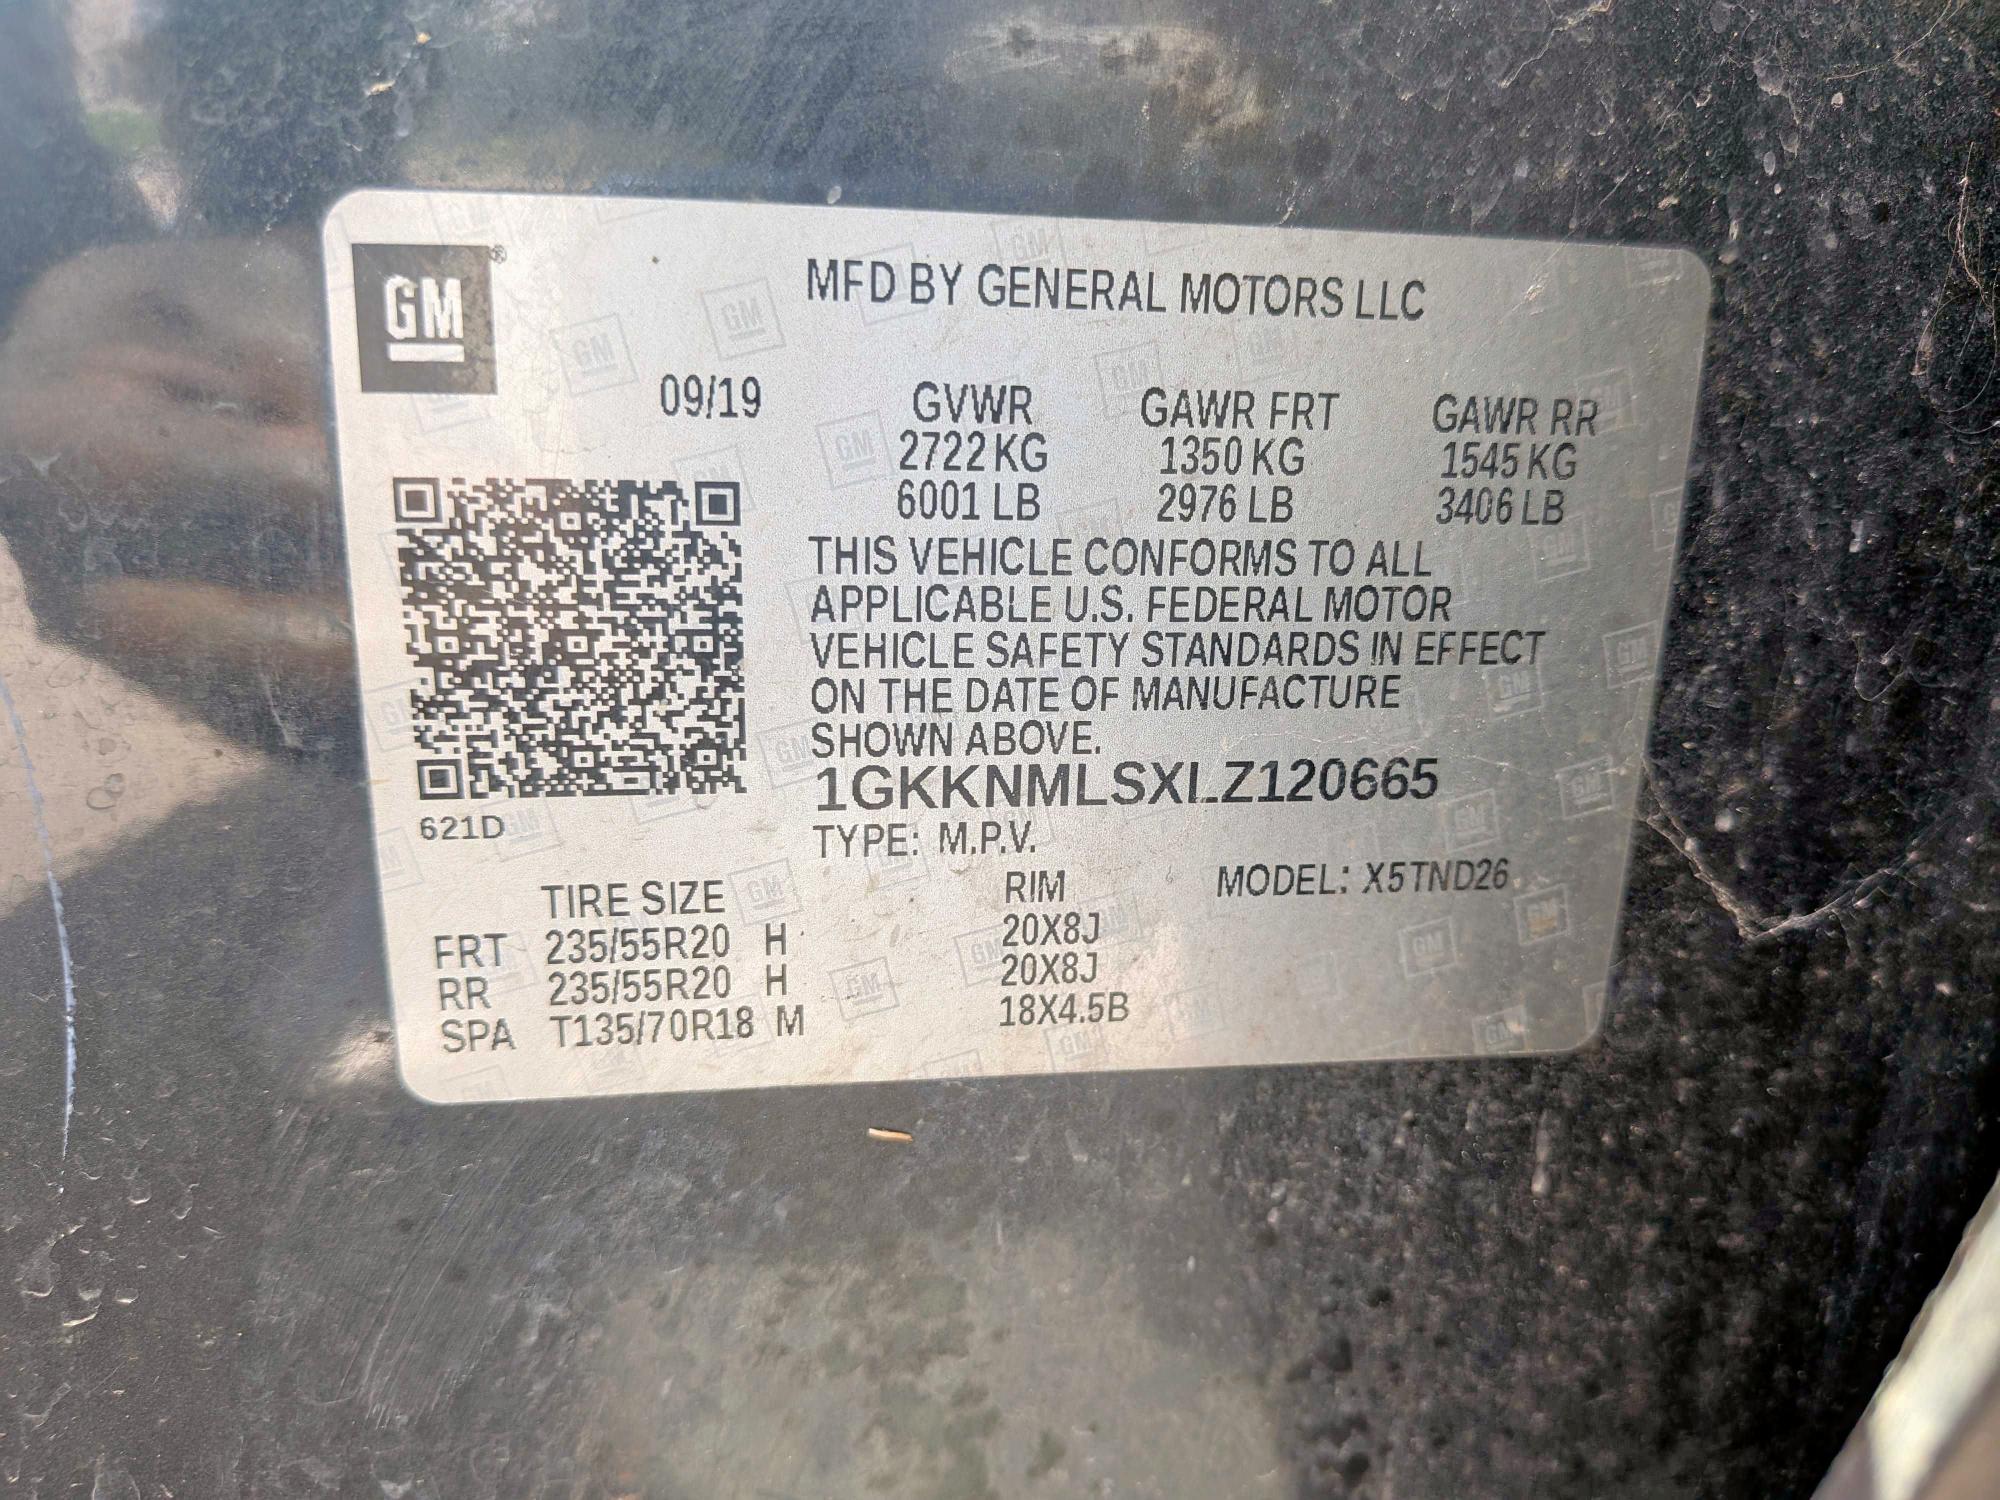 GM ®
MFD BY GENERAL MOTORS LLC
09/19 GVWR GAWR FRT GAWR RR
2722 KG 1350 KG 1545 KG
6001 LB 2976 LB 3406 LB
THIS VEHICLE CONFORMS TO ALL
APPLICABLE U.S. FEDERAL MOTOR
VEHICLE SAFETY STANDARDS IN EFFECT
ON THE DATE OF MANUFACTURE
SHOWN ABOVE.
1GKKNMLSXLZ120665
621D
TYPE: M.P.V.
MODEL: X5TND26
TIRE SIZE RIM
FRT 235/55R20 H 20X8J
RR 235/55R20 H 20X8J
SPA T135/70R18 M 18X4.5B